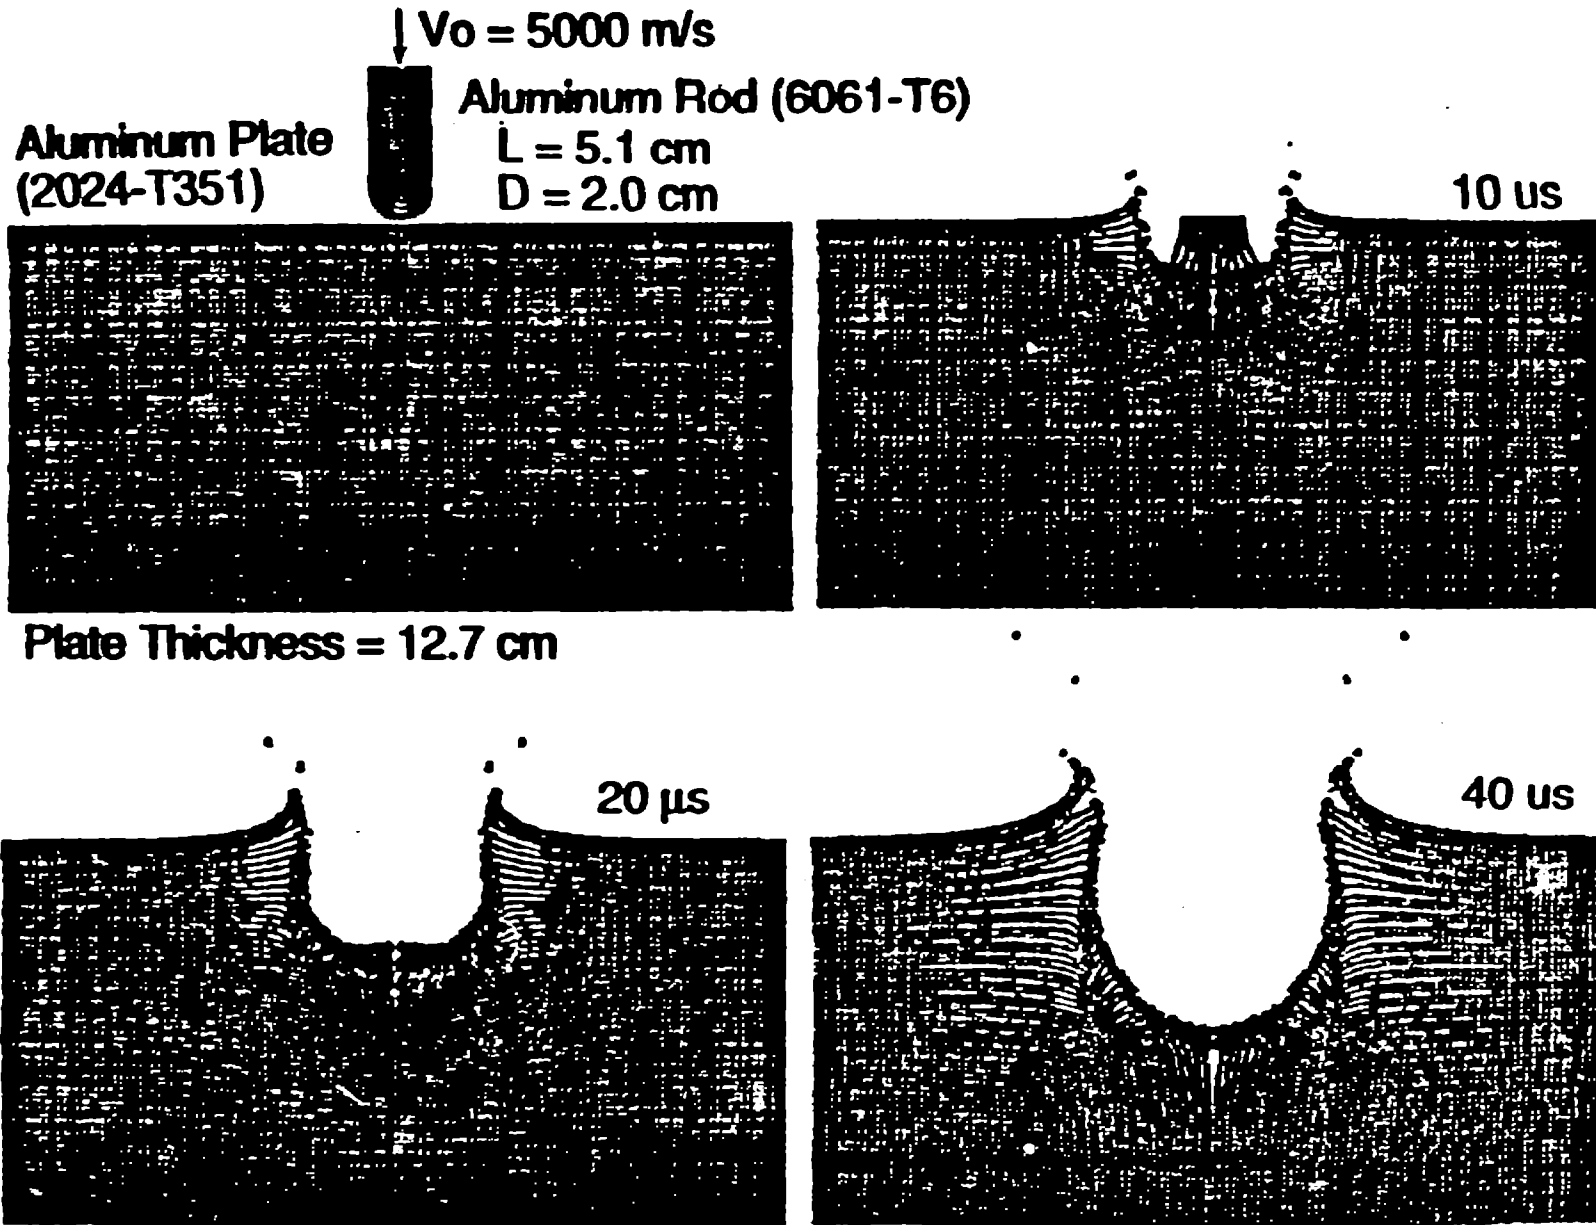 Vo = 5000 m/s
Aluminum Rod (6061-T6)
L = 5.1 cm
D = 2.0 cm
Aluminum Plate
(2024-T351)
10 us
Plate Thickness = 12.7 cm
20 µs
40 us